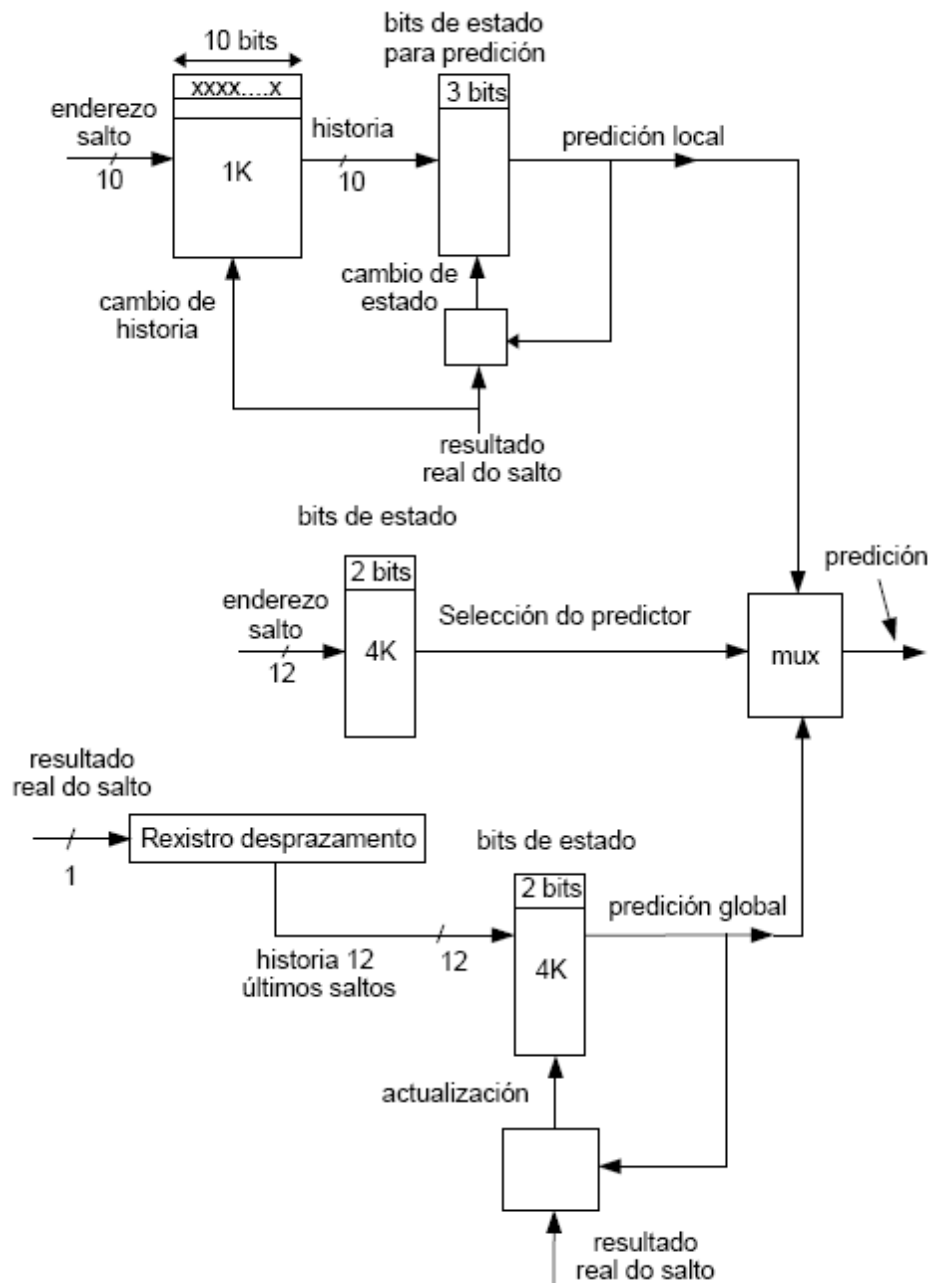 bits de estado
para predición
10 bits
xxxx....x
3 bits
enderezo
salto
10
1K
historia
10
predición local
cambio de
historia
cambio de
estado
resultado
real do salto
bits de estado
2 bits
enderezo
salto
12
4K
Selección do predictor
predición
mux
resultado
real do salto
1
Rexistro desprazamento
bits de estado
2 bits
predición global
historia 12
últimos saltos
12
4K
actualización
resultado
real do salto